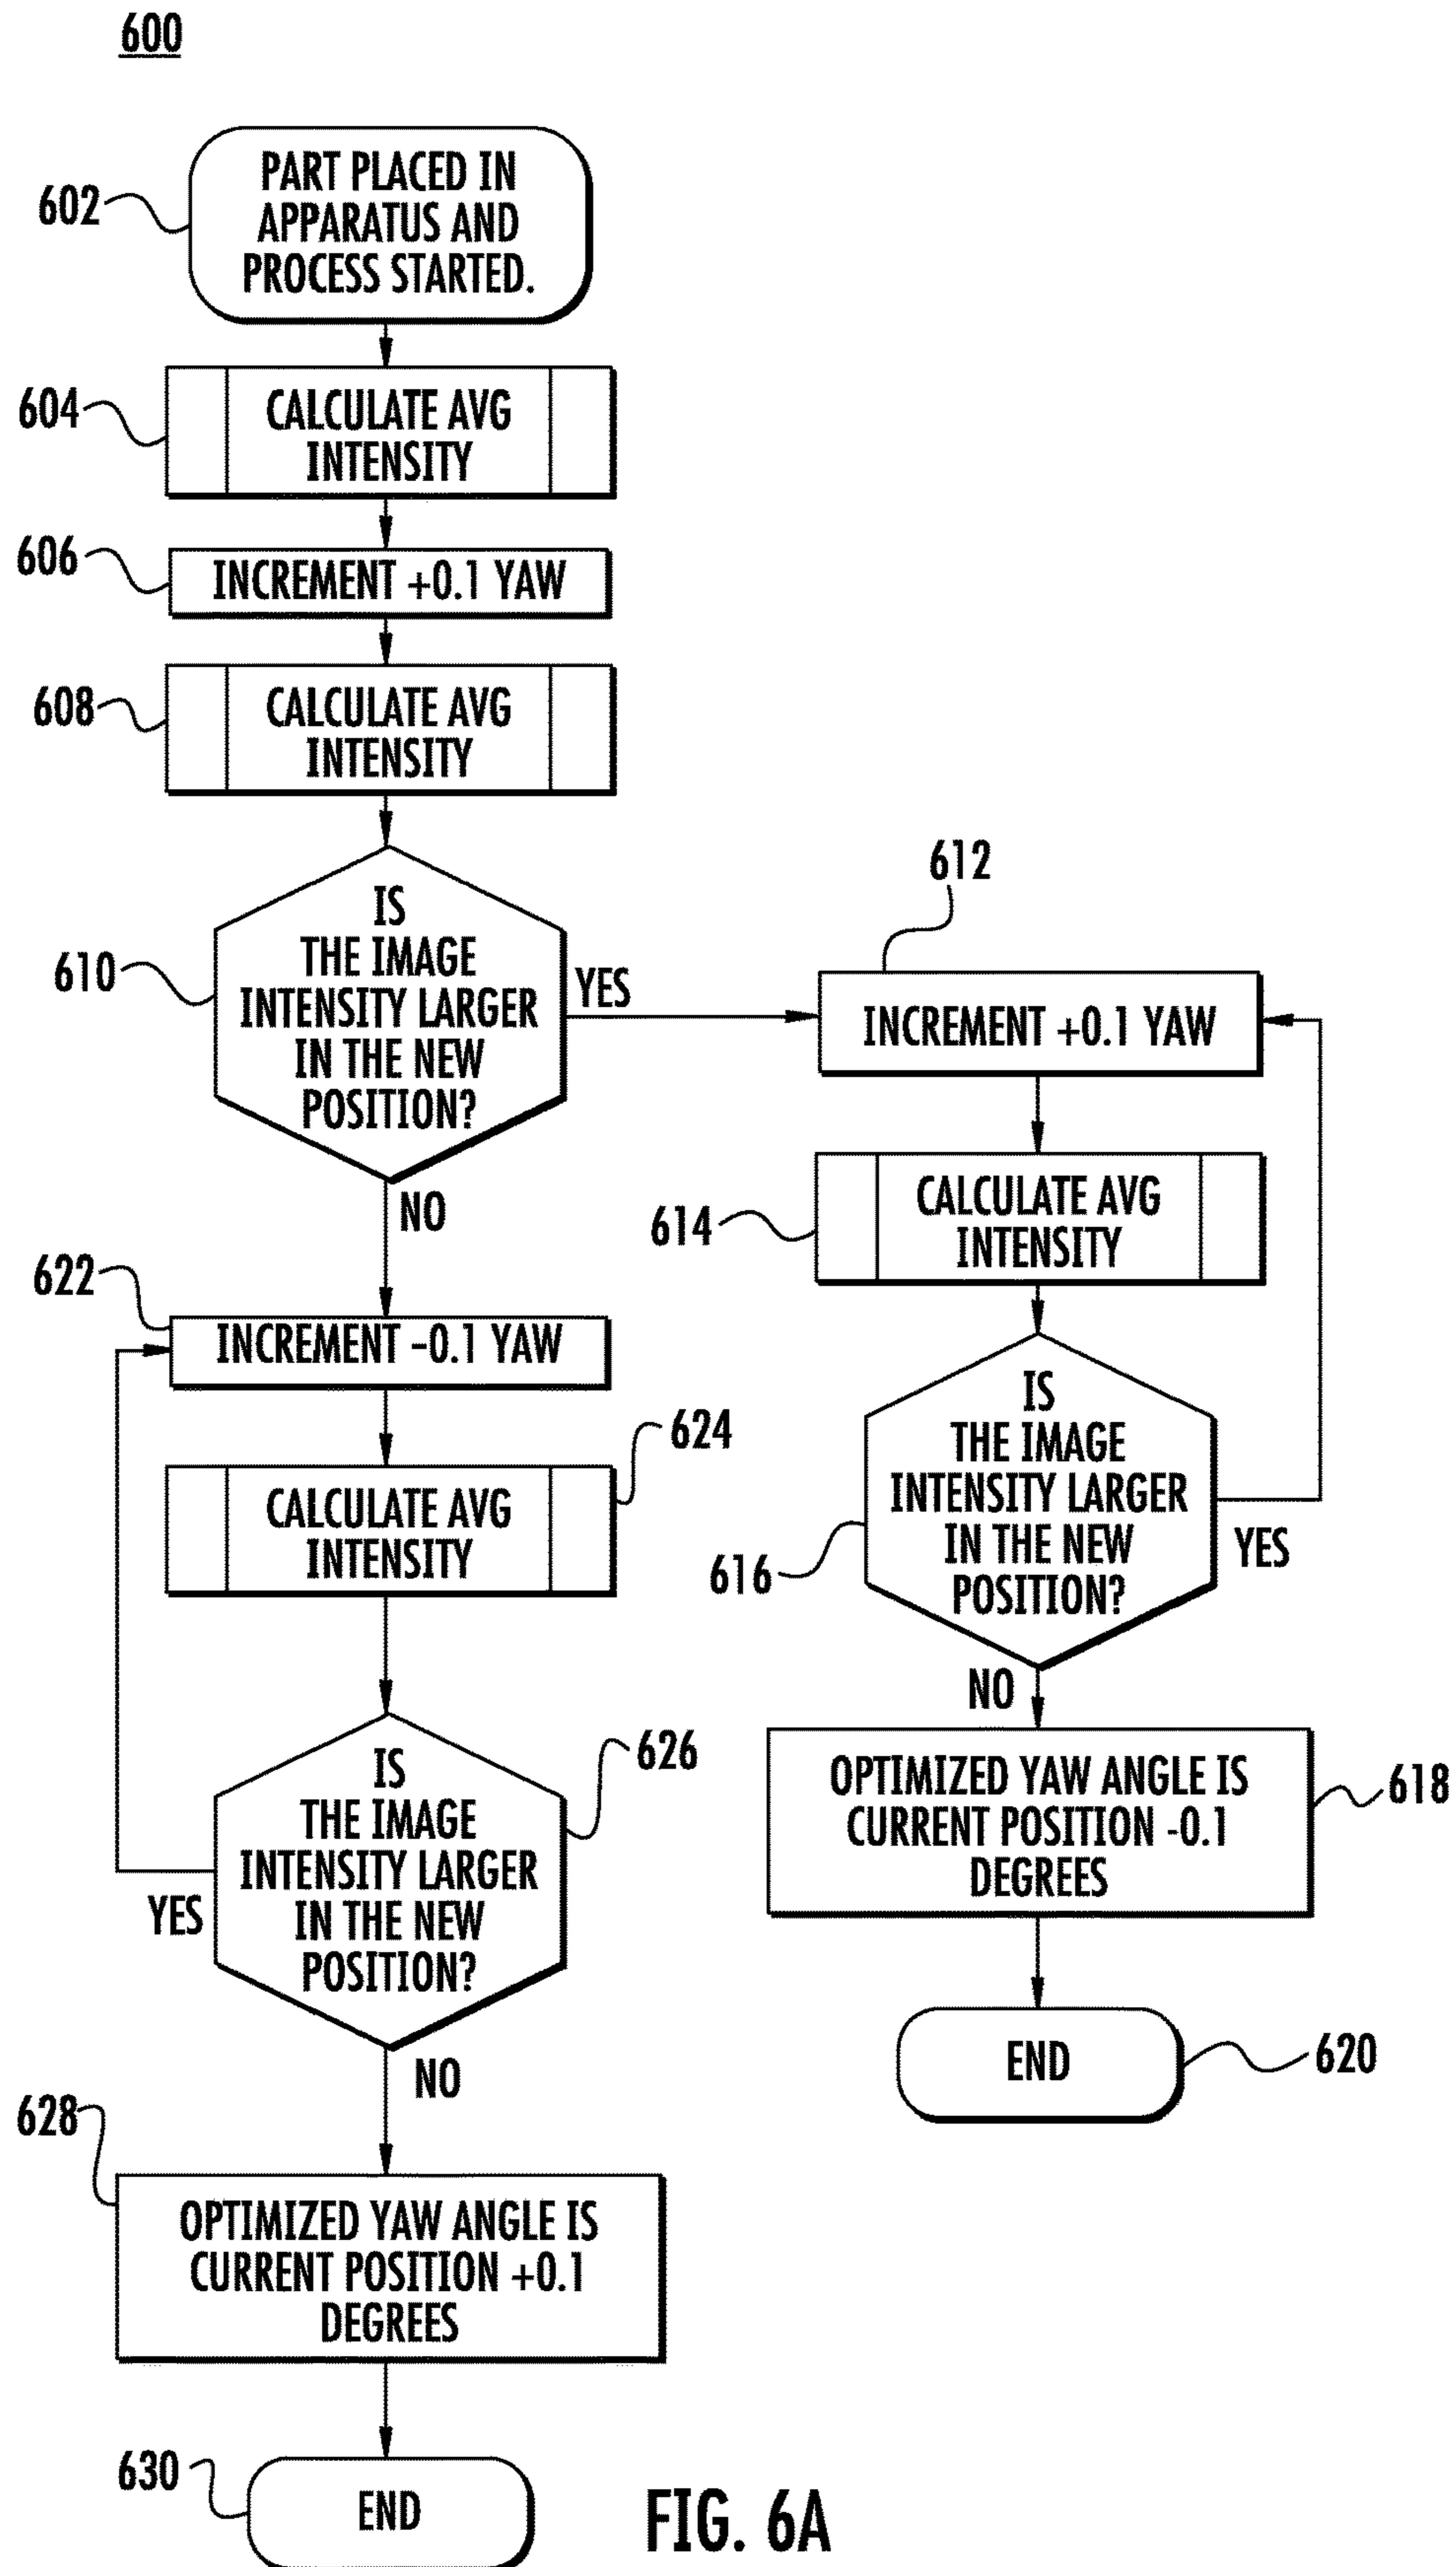 600
602
PART PLACED IN
APPARATUS AND
PROCESS STARTED.
604
CALCULATE AVG
INTENSITY
606
INCREMENT +0.1 YAW
608
CALCULATE AVG
INTENSITY
610
IS
THE IMAGE
INTENSITY LARGER
IN THE NEW
POSITION?
YES
NO
612
INCREMENT +0.1 YAW
614
CALCULATE AVG
INTENSITY
616
IS
THE IMAGE
INTENSITY LARGER
IN THE NEW
POSITION?
YES
NO
618
OPTIMIZED YAW ANGLE IS
CURRENT POSITION -0.1
DEGREES
620
END
622
INCREMENT -0.1 YAW
624
CALCULATE AVG
INTENSITY
626
IS
THE IMAGE
INTENSITY LARGER
IN THE NEW
POSITION?
YES
NO
628
OPTIMIZED YAW ANGLE IS
CURRENT POSITION +0.1
DEGREES
630
END
FIG. 6A